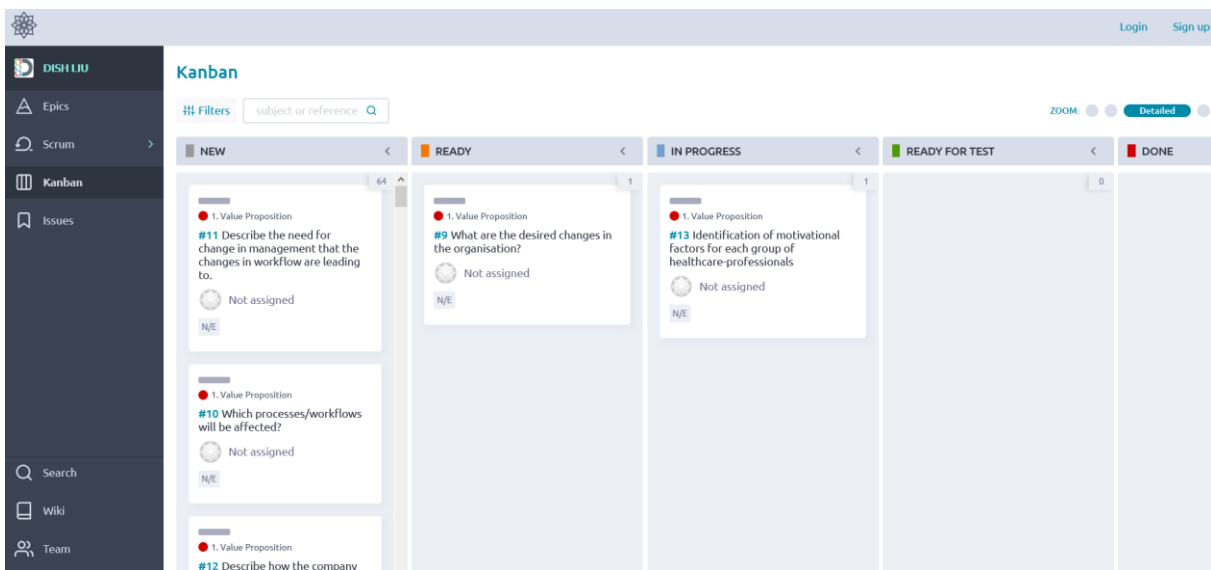 Login Sign up
DISH LIU
Epics
Scrum
Kanban
Issues
Search
Wiki
Team
Kanban
Filters
subject or reference
ZOOM: Detailed
NEW
64
1. Value Proposition
#11 Describe the need for
change in management that the
changes in workflow are leading
to.
Not assigned
N/E
1. Value Proposition
#10 Which processes/workflows
will be affected?
Not assigned
N/E
1. Value Proposition
#12 Describe how the company
READY
1
1. Value Proposition
#9 What are the desired changes in
the organisation?
Not assigned
N/E
IN PROGRESS
1
1. Value Proposition
#13 Identification of motivational
factors for each group of
healthcare-professionals
Not assigned
N/E
READY FOR TEST
0
DONE